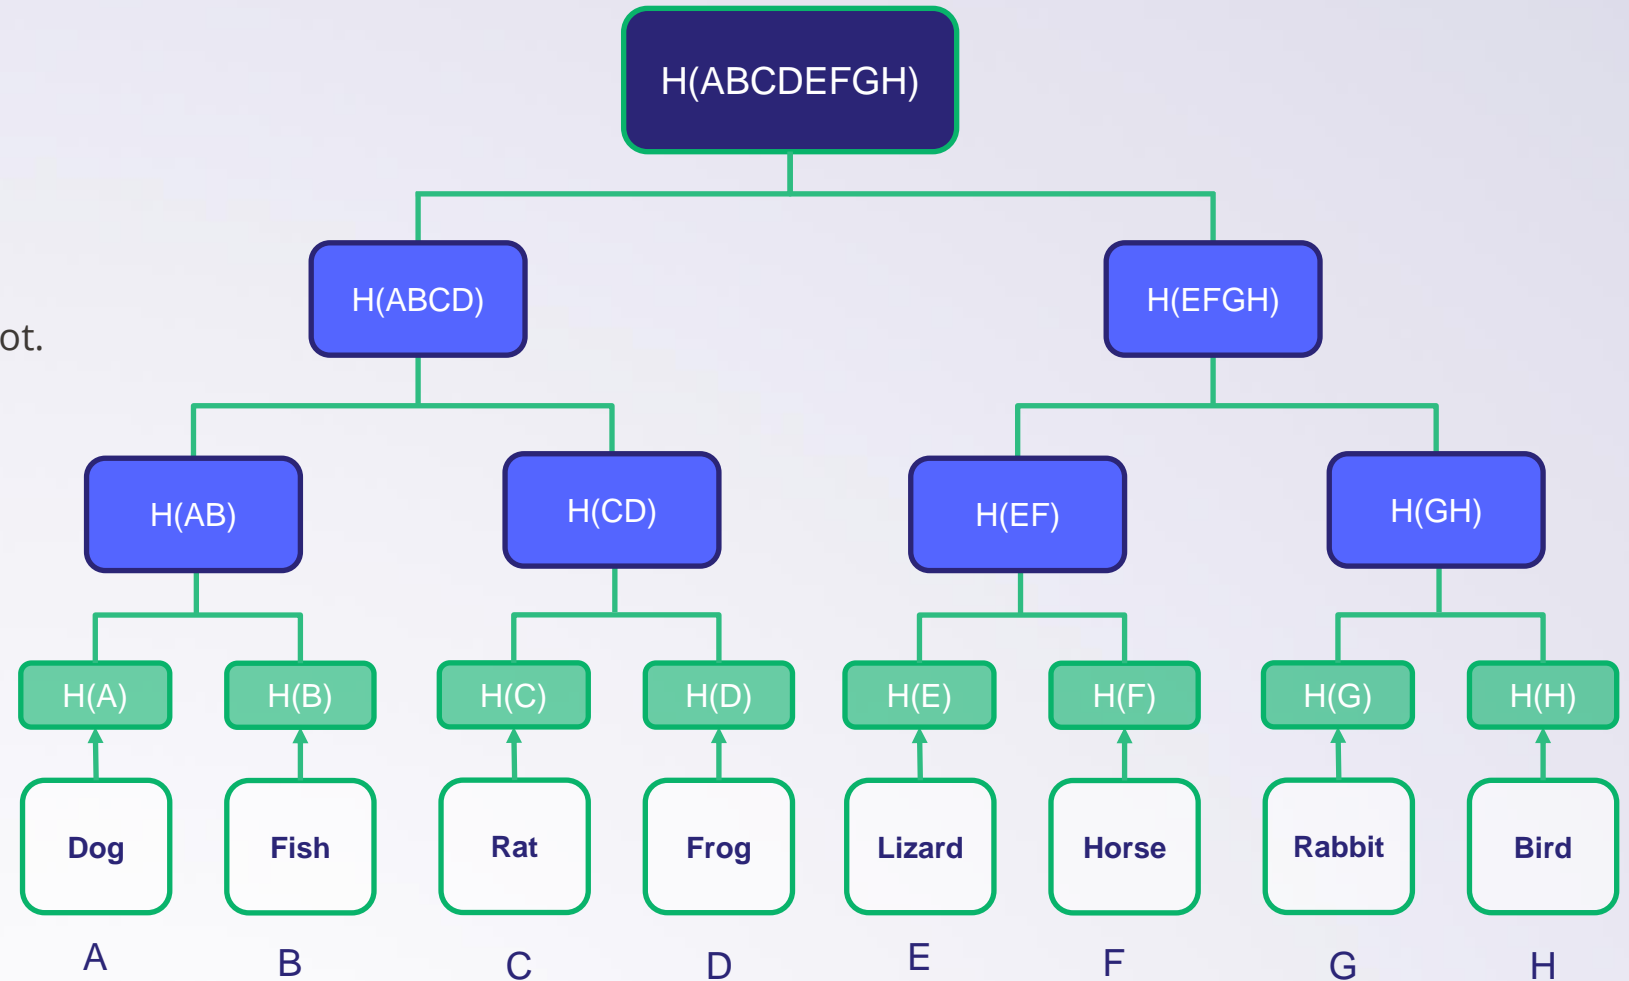 H(ABCDEFGH)
H(ABCD) H(EFGH)
ot.
H(AB) H(CD) H(EF) H(GH)
H(A) H(B) H(C) H(D) H(E) H(F) H(G) H(H)
Dog Fish Rat Frog Lizard Horse Rabbit Bird
A B C D E F G H